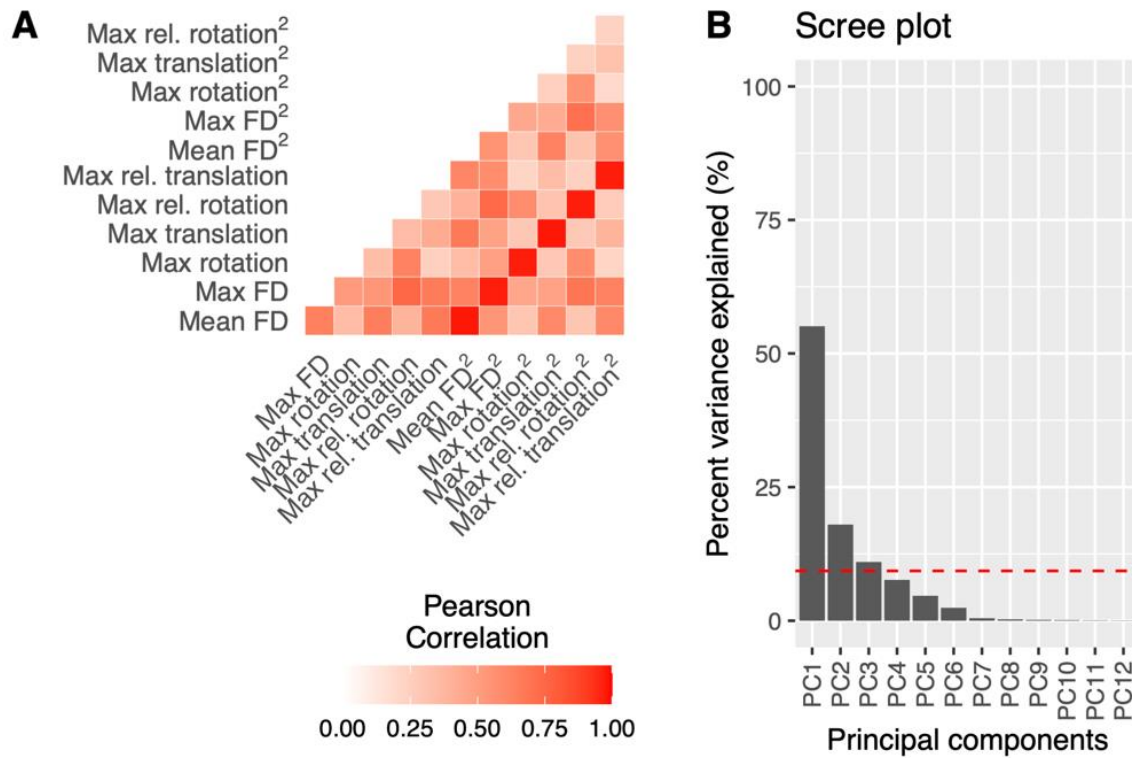 A
Max rel. rotation²
Max translation²
Max rotation²
Max FD²
Mean FD²
Max rel. translation
Max rel. rotation
Max translation
Max rotation
Max FD
Mean FD
Max FD
Max rotation
Max translation
Max rel. rotation
Max rel. translation
Mean FD²
Max FD²
Max rotation²
Max translation²
Max rel. rotation²
Max rel. translation²
Pearson
Correlation
0.00 0.25 0.50 0.75 1.00
B Scree plot
Percent variance explained (%)
100
75
50
25
0
PC1
PC2
PC3
PC4
PC5
PC6
PC7
PC8
PC9
PC10
PC11
PC12
Principal components